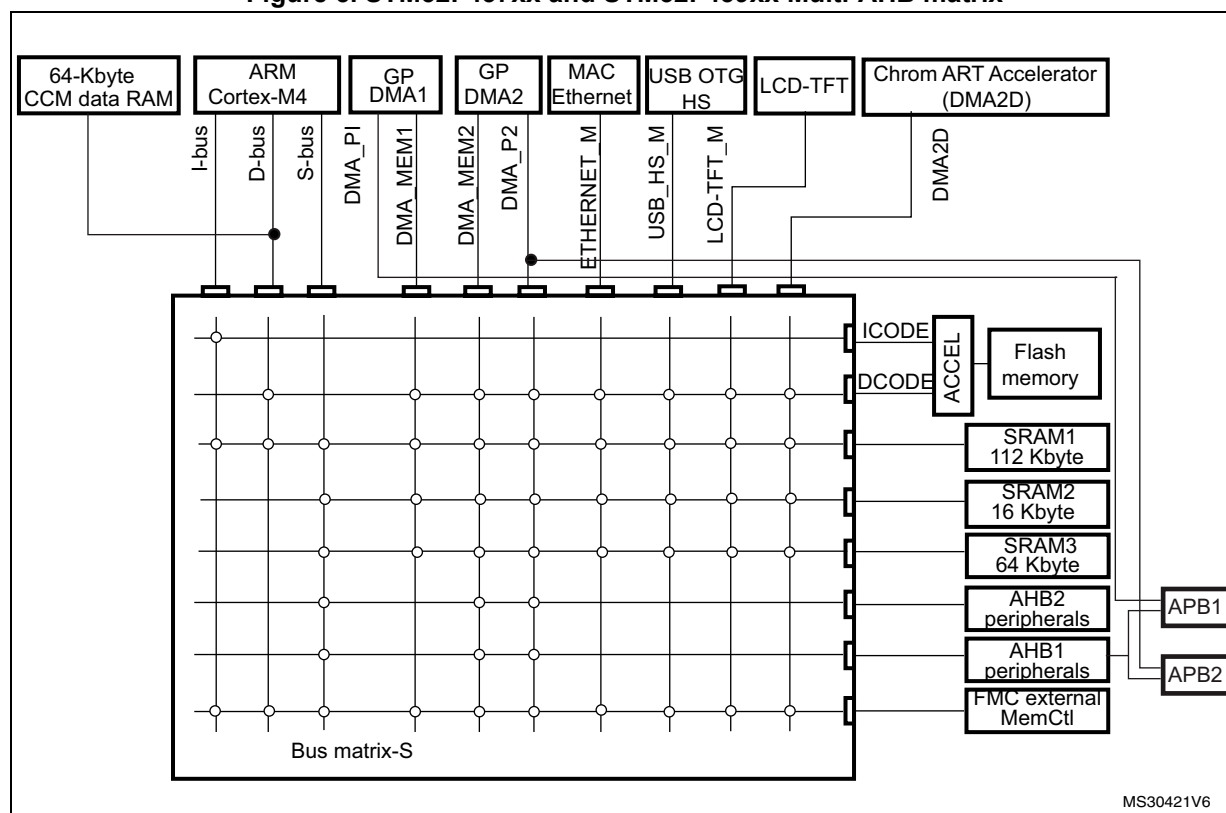 64-Kbyte
CCM data RAM
ARM
Cortex-M4
GP
DMA1
GP
DMA2
MAC
Ethernet
USB OTG
HS
LCD-TFT
Chrom ART Accelerator
(DMA2D)
I-bus
D-bus
S-bus
DMA_PI
DMA_MEM1
DMA_MEM2
DMA_P2
ETHERNET_M
USB_HS_M
LCD-TFT_M
DMA2D
ICODE
DCODE
ACCEL
Flash
memory
SRAM1
112 Kbyte
SRAM2
16 Kbyte
SRAM3
64 Kbyte
AHB2
peripherals
AHB1
peripherals
FMC external
MemCtl
APB1
APB2
Bus matrix-S
MS30421V6